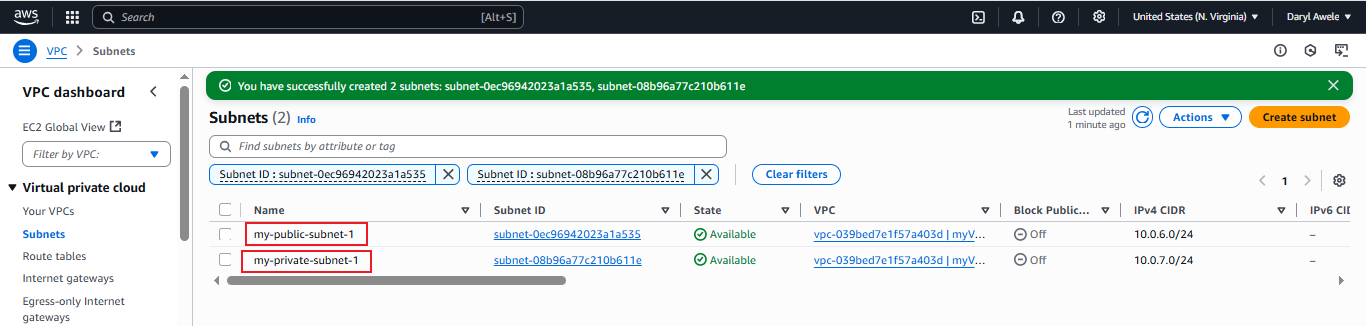 aws Search [Alt+S] United States (N. Virginia) Daryl Awele
VPC > Subnets
VPC dashboard
EC2 Global View
Filter by VPC:
Virtual private cloud
Your VPCs
Subnets
Route tables
Internet gateways
Egress-only Internet
gateways
You have successfully created 2 subnets: subnet-0ec96942023a1a535, subnet-08b96a77c210b611e
Subnets (2) Info
Last updated
1 minute ago
Actions
Create subnet
Find subnets by attribute or tag
Subnet ID : subnet-0ec96942023a1a535 Subnet ID : subnet-08b96a77c210b611e Clear filters
1
Name Subnet ID State VPC Block Public... IPv4 CIDR IPv6 CID
my-public-subnet-1 subnet-0ec96942023a1a535 Available vpc-039bed7e1f57a403d | myV... Off 10.0.6.0/24 –
my-private-subnet-1 subnet-08b96a77c210b611e Available vpc-039bed7e1f57a403d | myV... Off 10.0.7.0/24 –